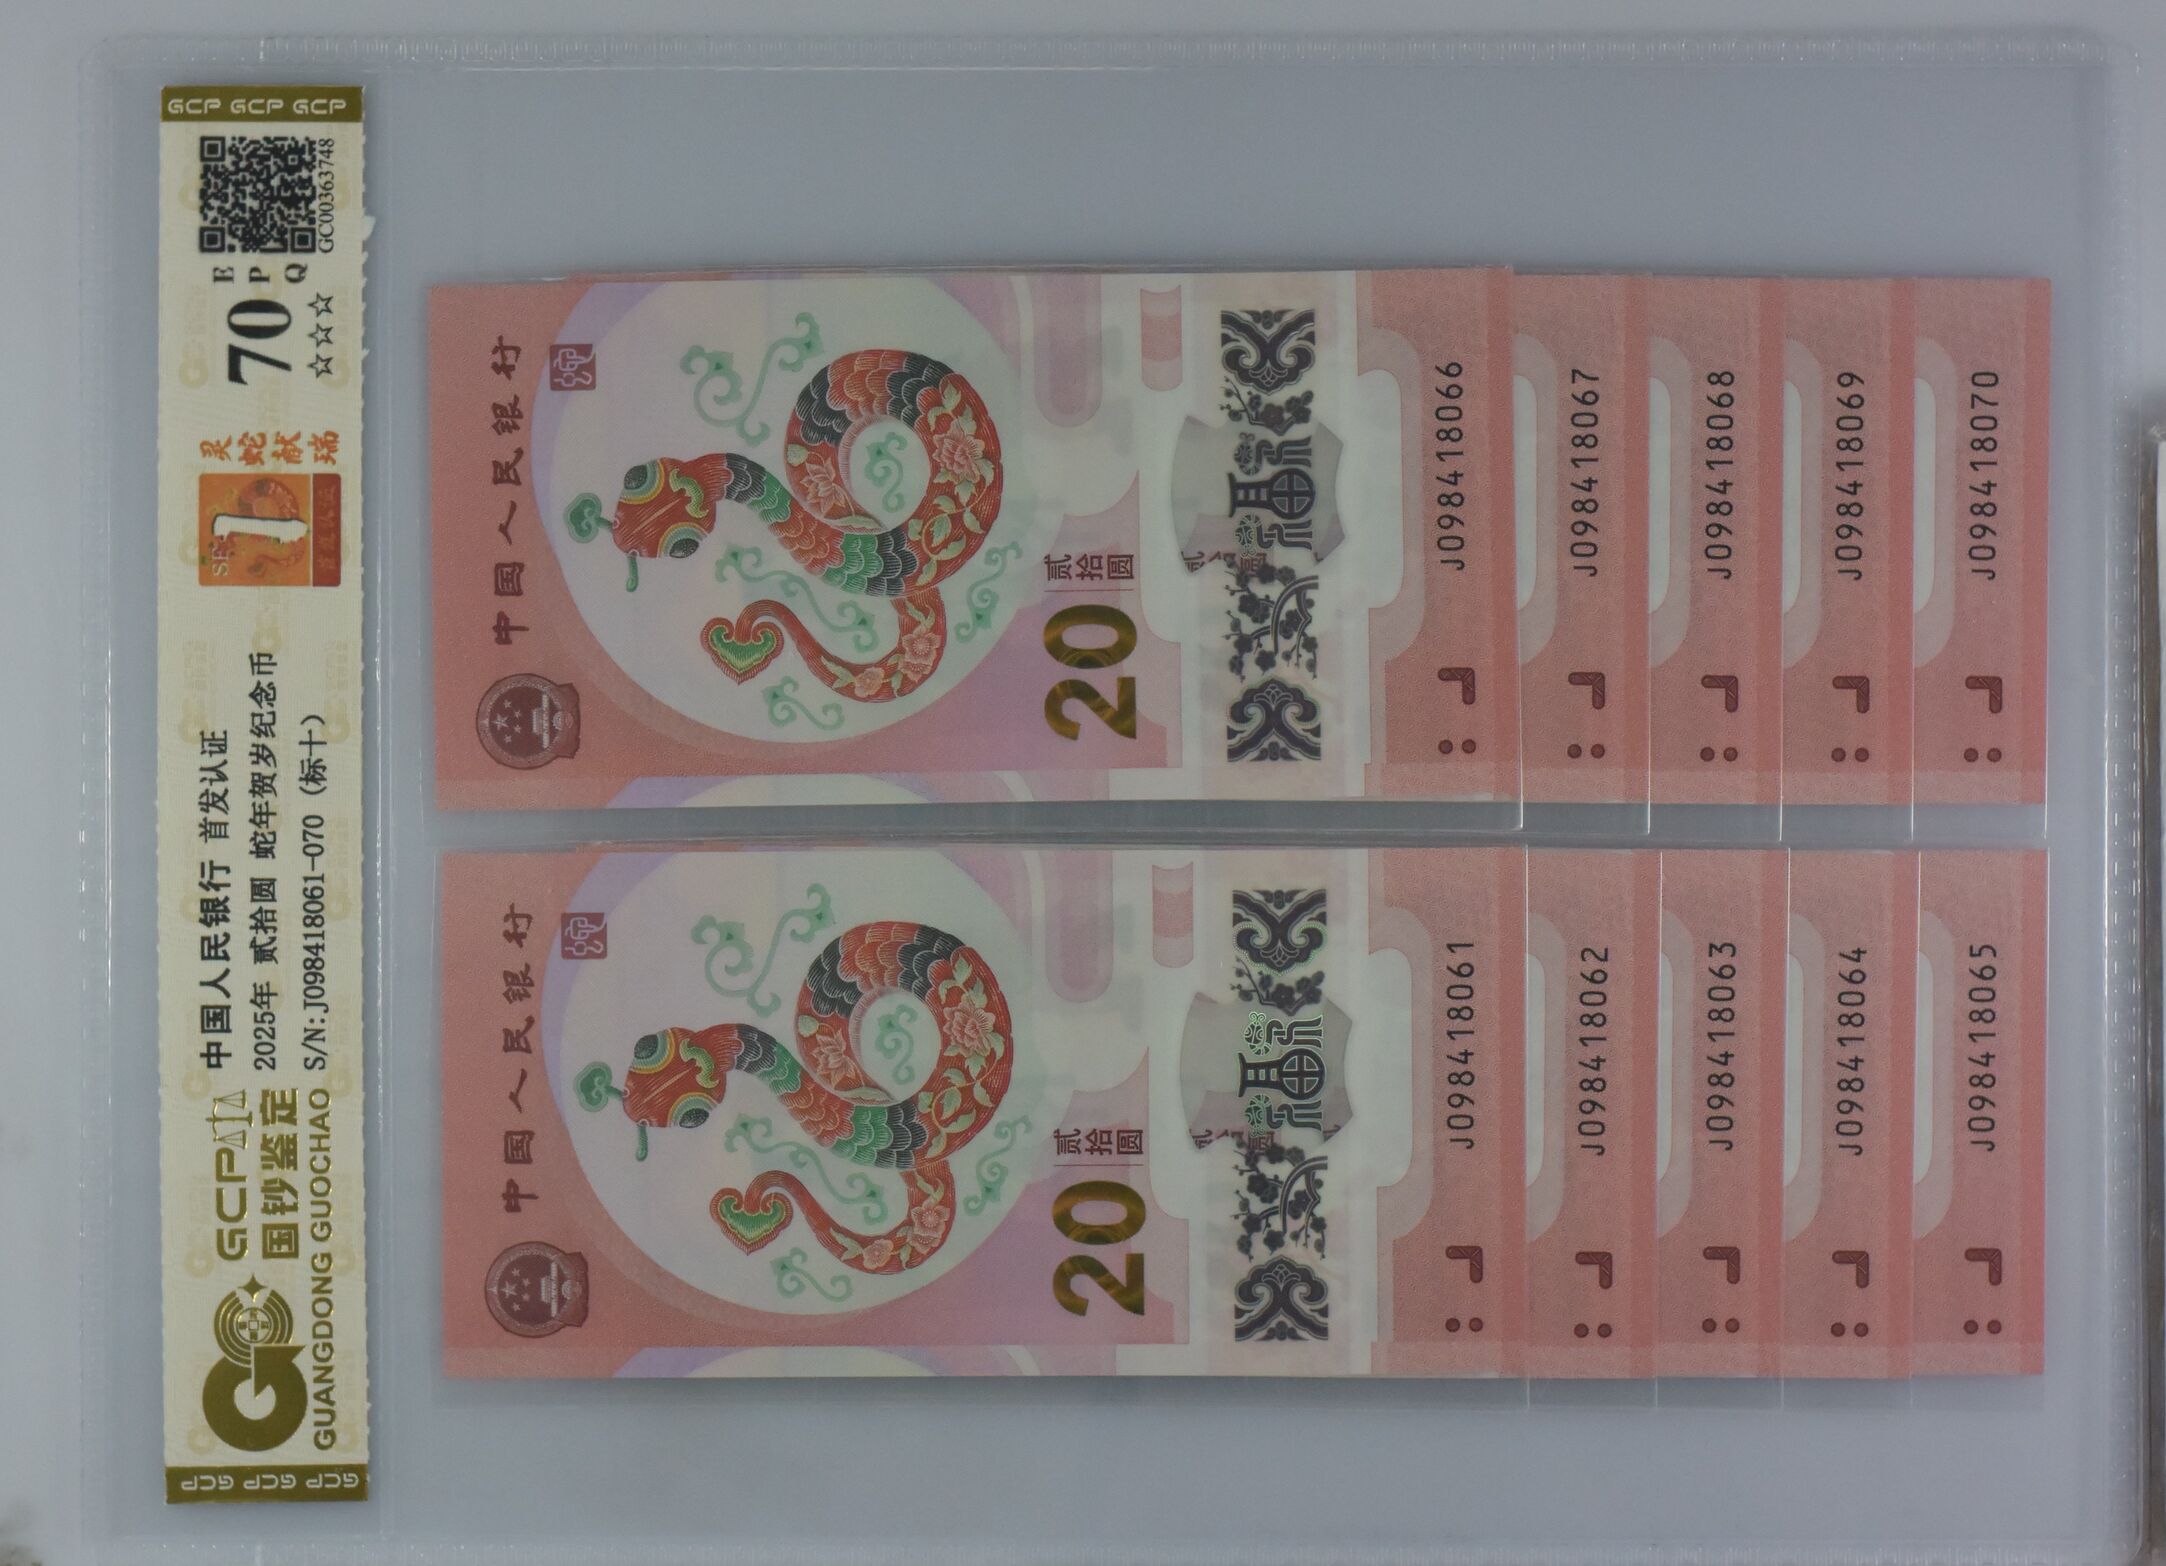 GCP GCP GCP
GCP
国钞鉴定
GUANGDONG GUOCHAO
中国人民银行 首发认证
2025年 贰拾圆 蛇年贺岁纪念币
S/N:J098418061-070 (标十)
灵蛇献瑞
1
70
E
P
Q
☆☆☆☆
GC00363748
GCP GCP GCP
中国人民银行
蛇
20
贰拾圆
J098418061
J098418062
J098418063
J098418064
J098418065
中国人民银行
蛇
20
贰拾圆
J098418066
J098418067
J098418068
J098418069
J098418070